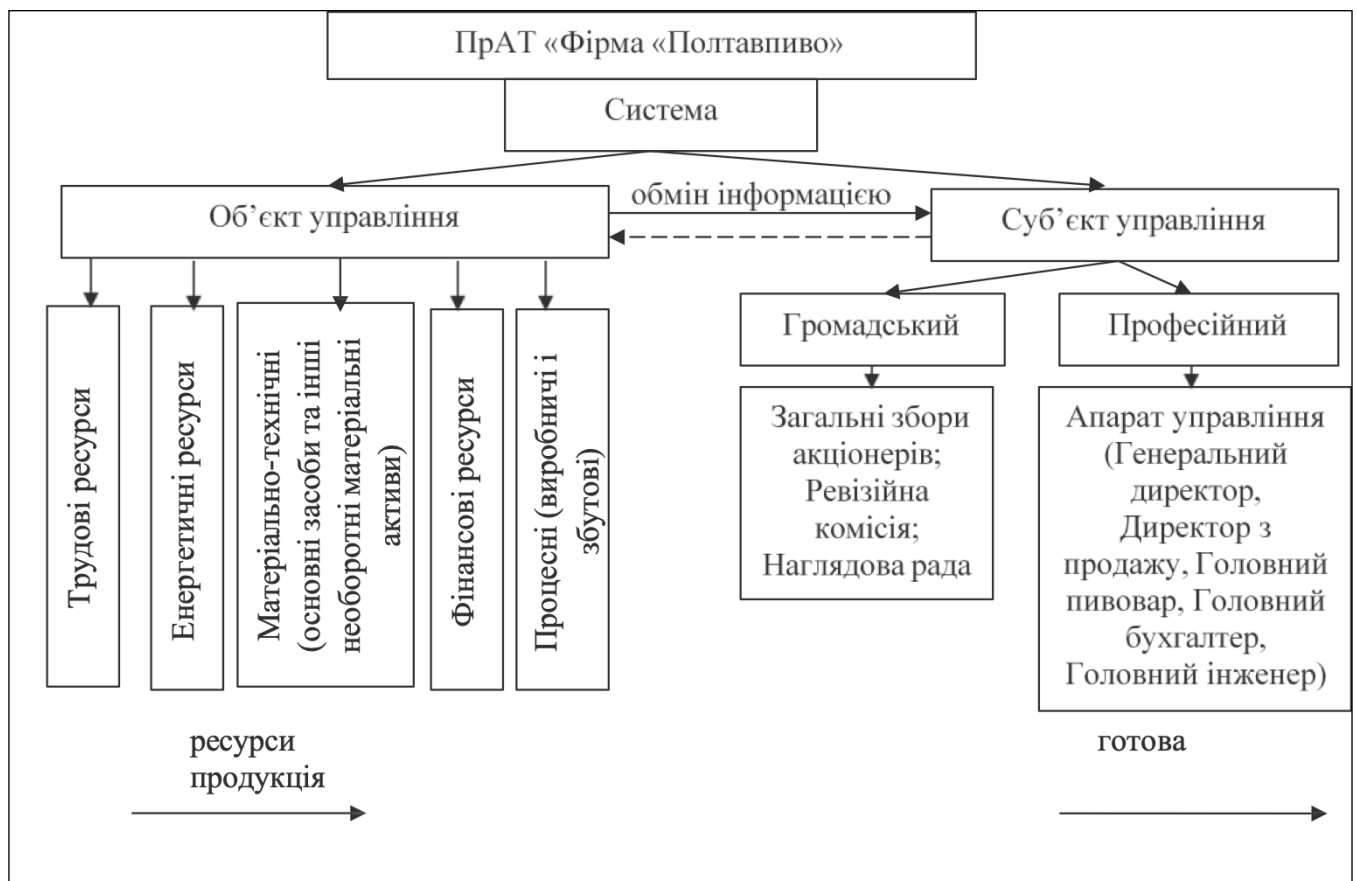 ПрАТ «Фірма «Полтавпиво»
Система
Об’єкт управління
обмін інформацією
Суб’єкт управління
Трудові ресурси
Енергетичні ресурси
Матеріально-технічні
(основні засоби та інші
необоротні матеріальні
активи)
Фінансові ресурси
Процесні (виробничі і
збутові)
Громадський
Професійний
Загальні збори
акціонерів;
Ревізійна
комісія;
Наглядова рада
Апарат управління
(Генеральний
директор,
Директор з
продажу, Головний
пивовар, Головний
бухгалтер,
Головний інженер)
ресурси
готова
продукція